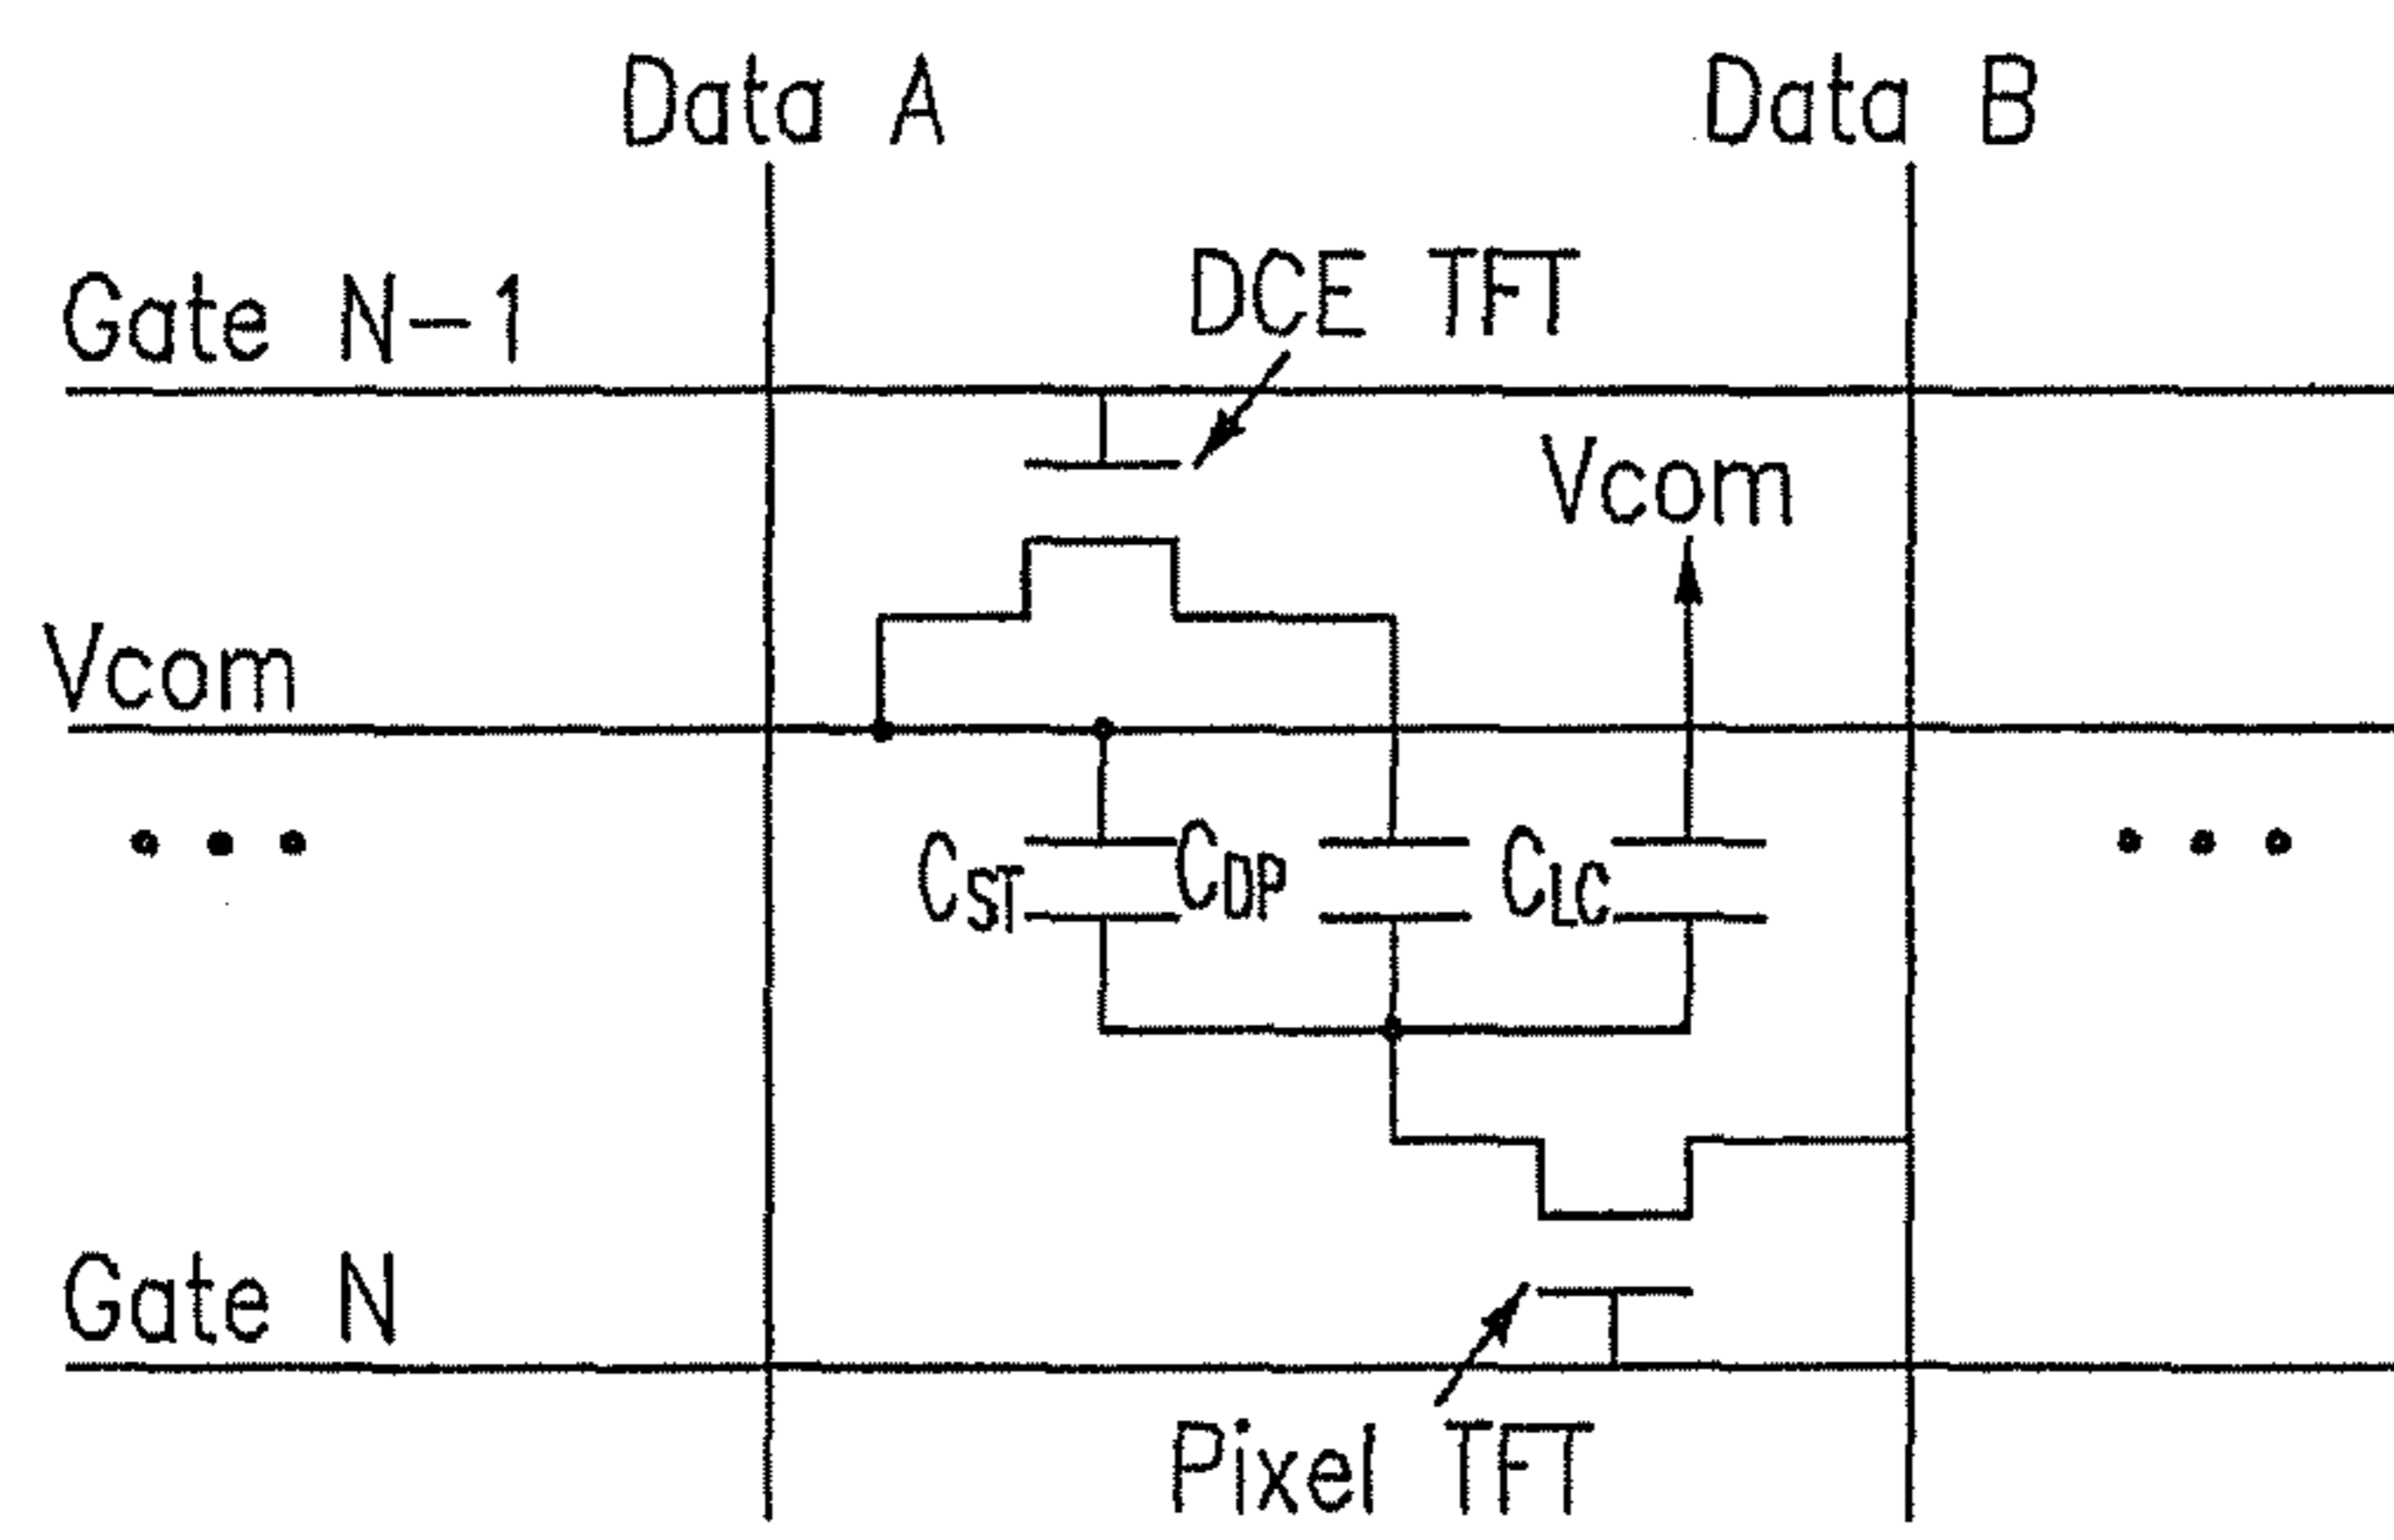 Data A
Data B
Gate N-1
DCE TFT
Vcom
Vcom
CST
CDP
CLC
Gate N
Pixel TFT